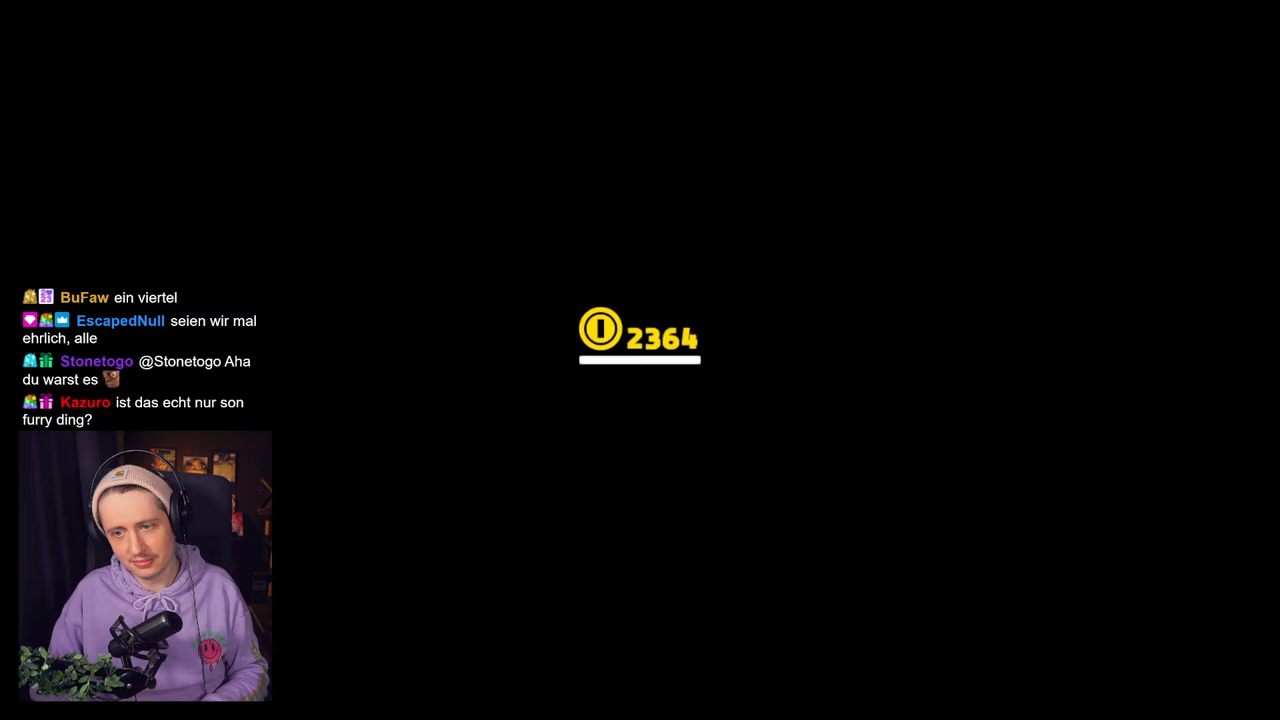 BuFaw ein viertel
EscapedNull seien wir mal
ehrlich, alle
Stonetogo @Stonetogo Aha
du warst es
Kazuro ist das echt nur son
furry ding?
2364